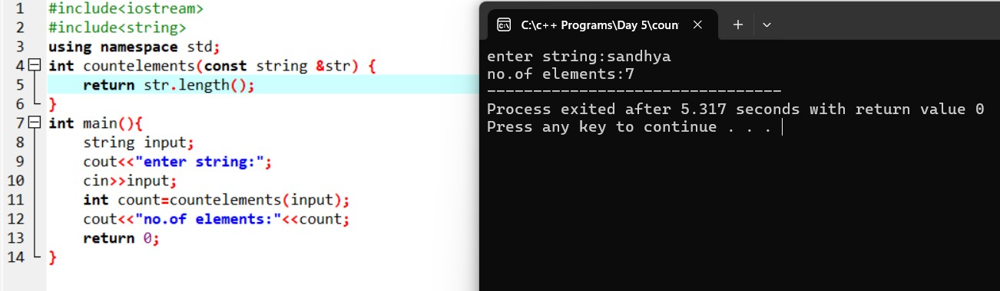 1 #include<iostream>
2 #include<string>
3 using namespace std;
4 int countelements(const string &str) {
5 return str.length();
6 }
7 int main(){
8 string input;
9 cout<<"enter string:";
10 cin>>input;
11 int count=countelements(input);
12 cout<<"no.of elements:"<<count;
13 return 0;
14 }
C:\c++ Programs\Day 5\coun
enter string:sandhya
no.of elements:7
--------------------------------
Process exited after 5.317 seconds with return value 0
Press any key to continue . . .